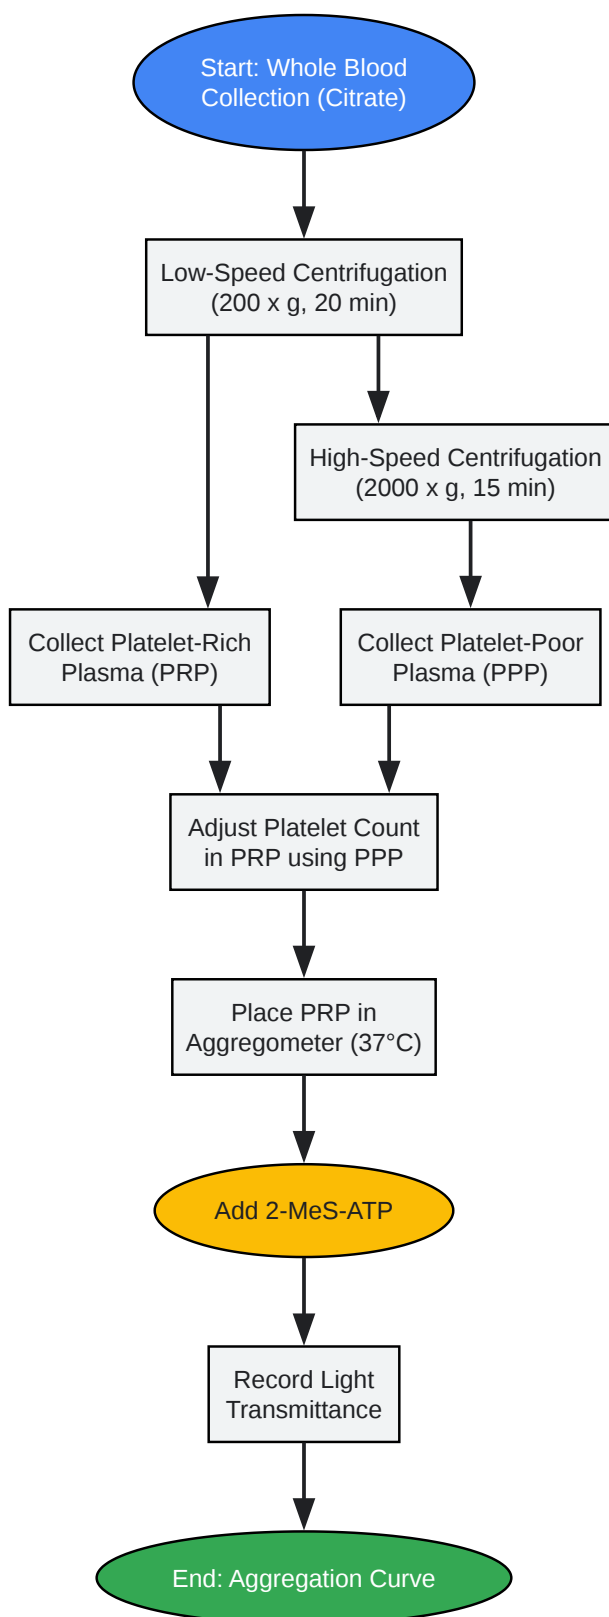 Start: Whole Blood
Collection (Citrate)
Low-Speed Centrifugation
(200 x g, 20 min)
High-Speed Centrifugation
(2000 x g, 15 min)
Collect Platelet-Rich
Plasma (PRP)
Collect Platelet-Poor
Plasma (PPP)
Adjust Platelet Count
in PRP using PPP
Place PRP in
Aggregometer (37°C)
Add 2-MeS-ATP
Record Light
Transmittance
End: Aggregation Curve